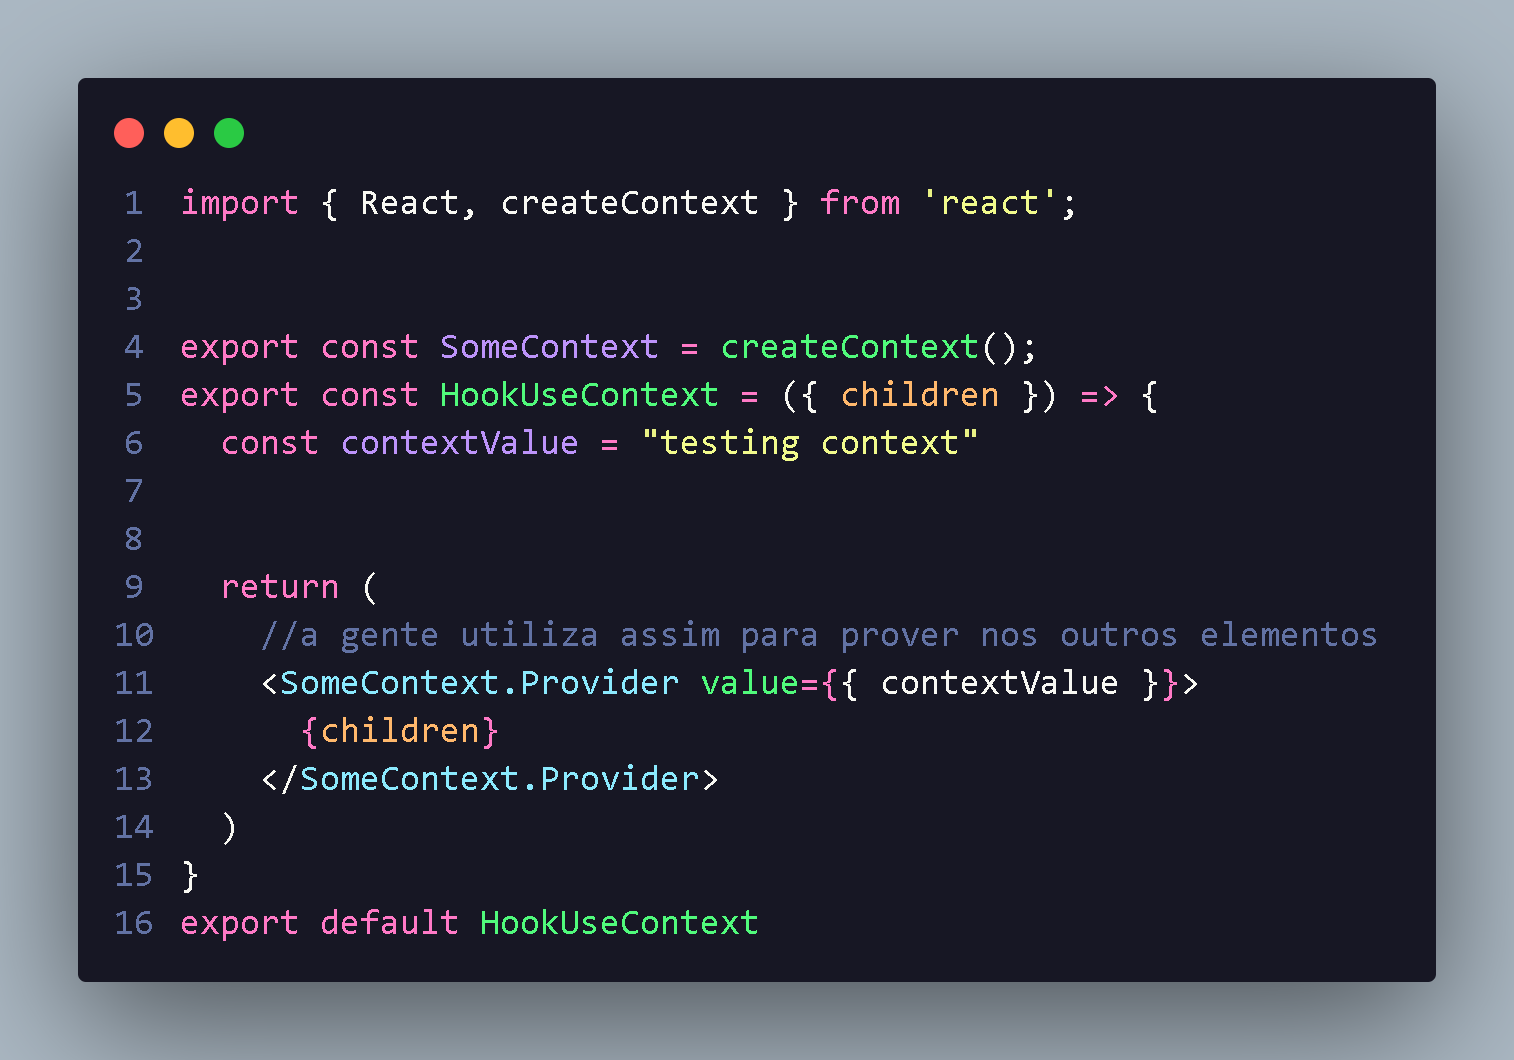 1 import { React, createContext } from 'react';
2
3
4 export const SomeContext = createContext();
5 export const HookUseContext = ({ children }) => {
6   const contextValue = "testing context"
7
8
9   return (
10     //a gente utiliza assim para prover nos outros elementos
11     <SomeContext.Provider value={{ contextValue }}>
12       {children}
13     </SomeContext.Provider>
14   )
15 }
16 export default HookUseContext